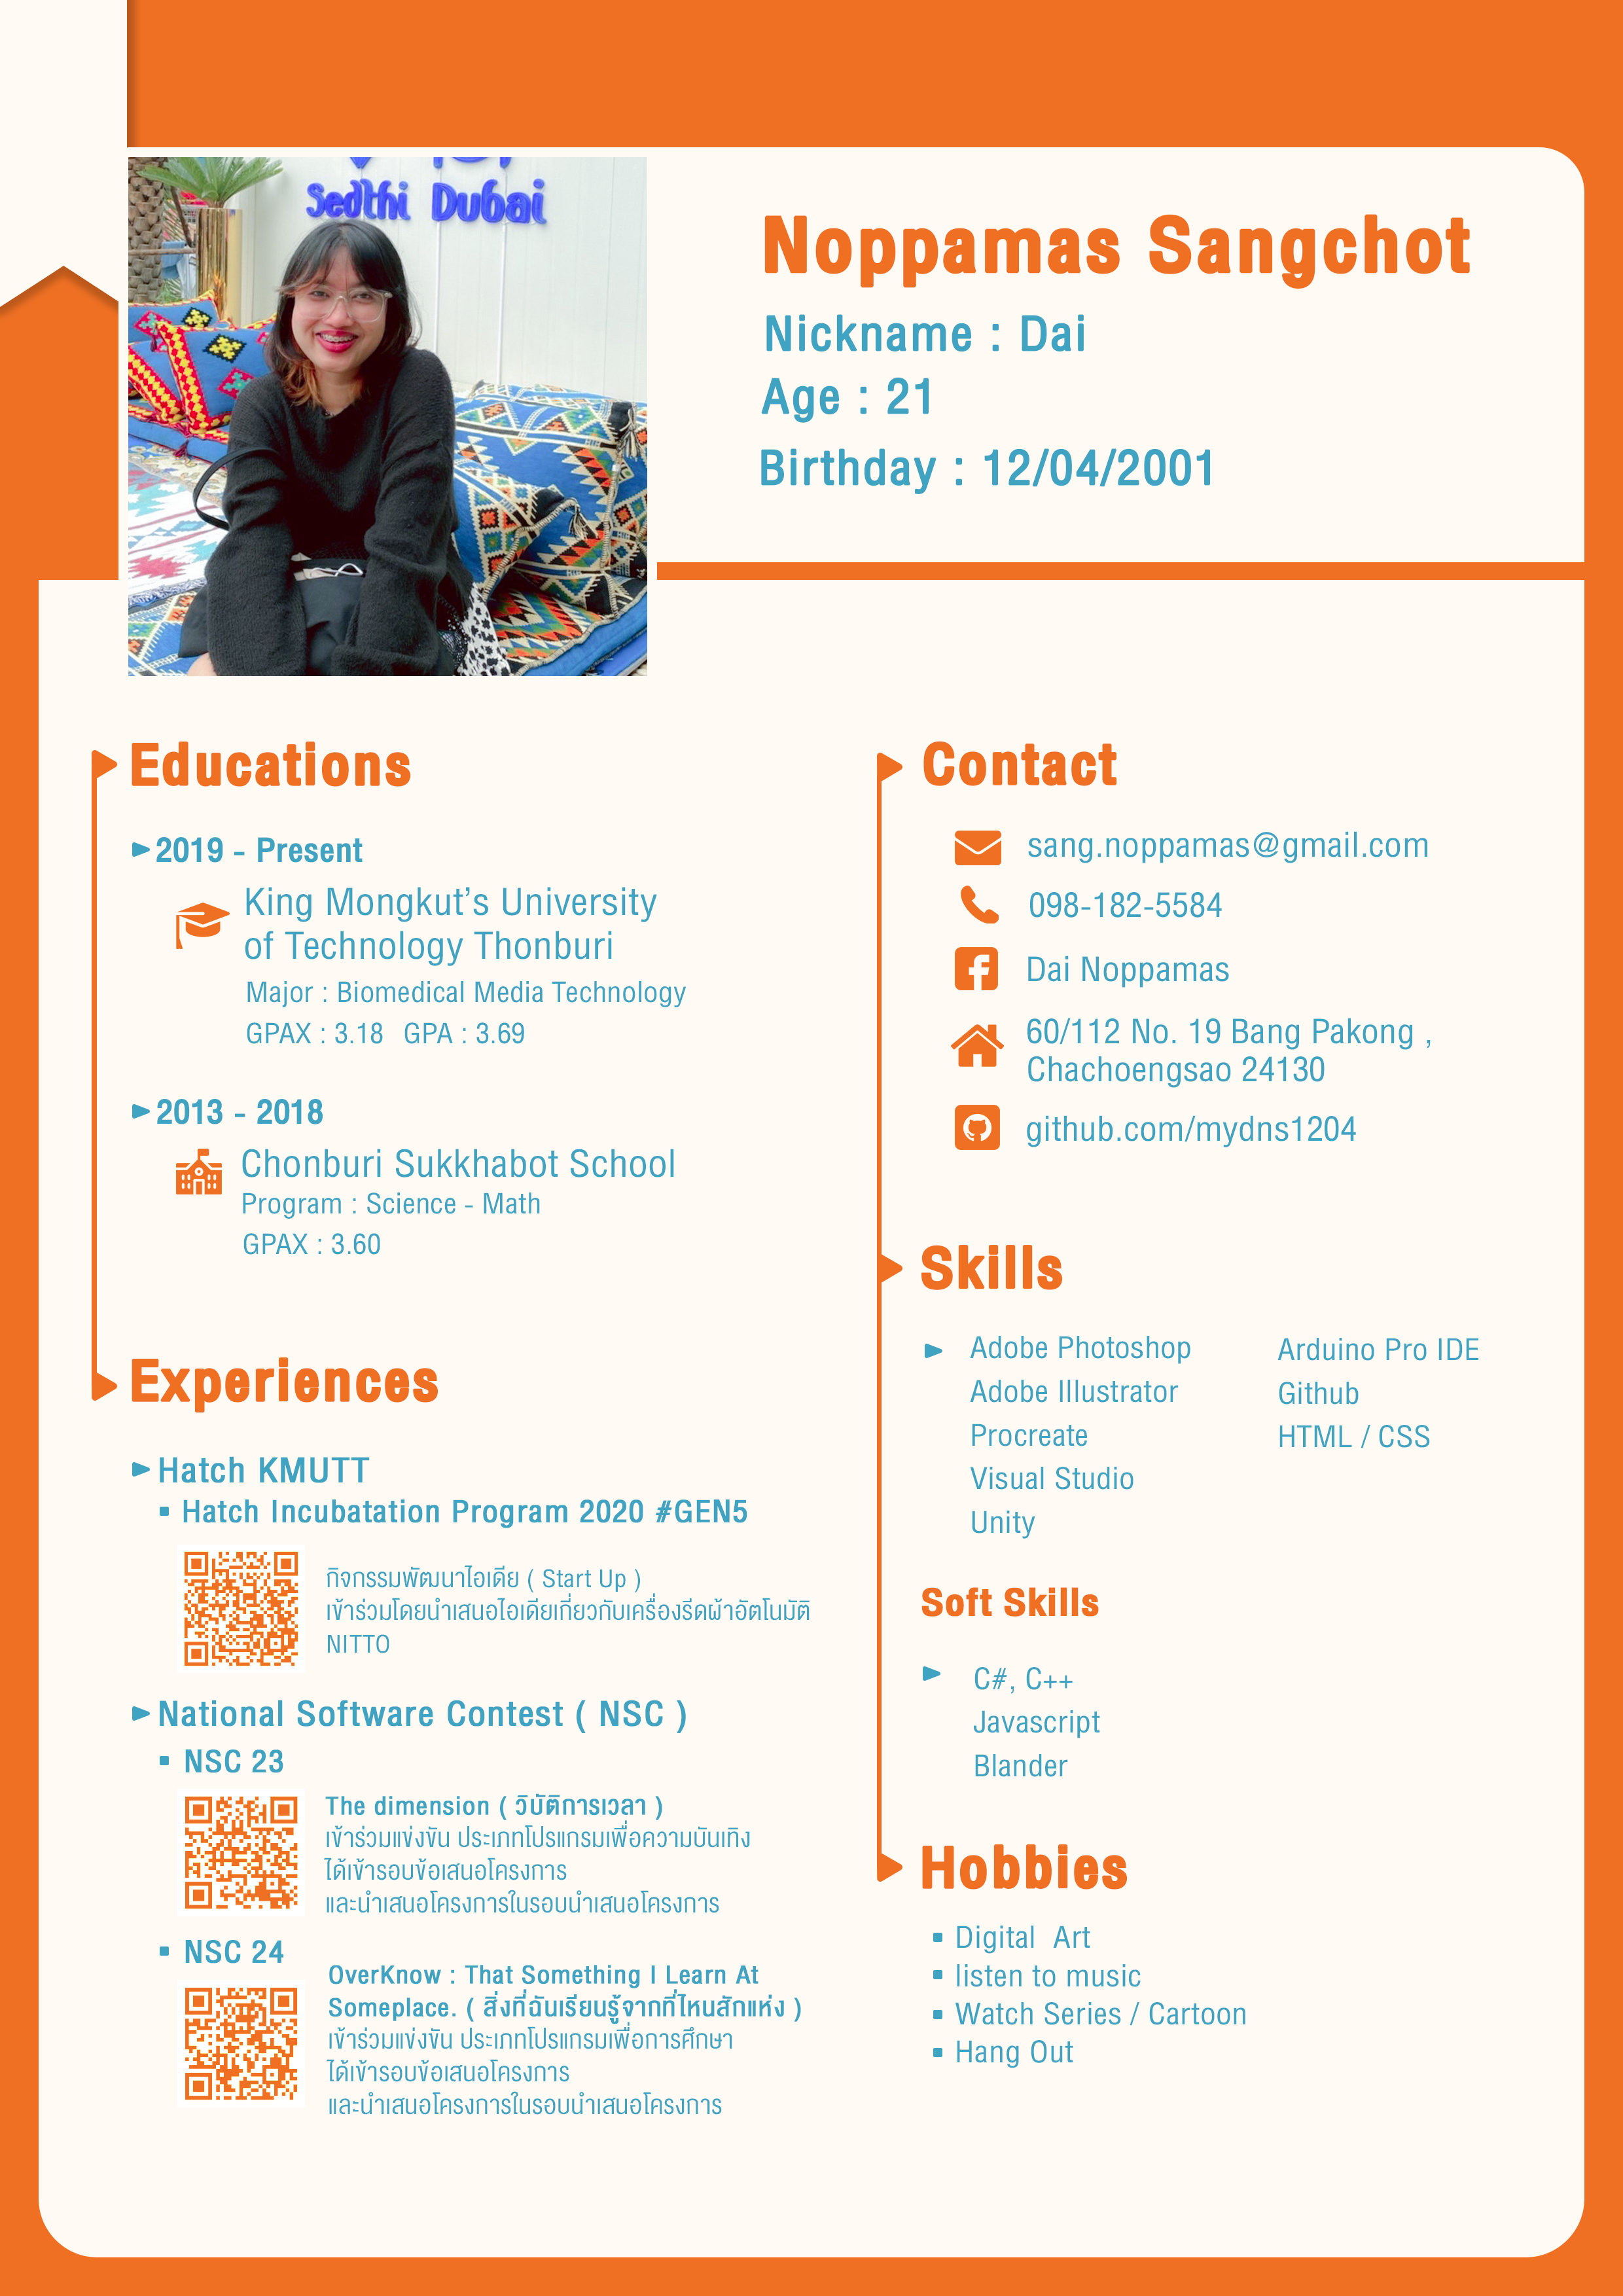 Sedthi Dubai
Noppamas Sangchot
Nickname : Dai
Age : 21
Birthday : 12/04/2001
Educations
2019 - Present
King Mongkut’s University
of Technology Thonburi
Major : Biomedical Media Technology
GPAX : 3.18 GPA : 3.69
2013 - 2018
Chonburi Sukkhabot School
Program : Science - Math
GPAX : 3.60
Experiences
Hatch KMUTT
Hatch Incubatation Program 2020 #GEN5
กิจกรรมพัฒนาไอเดีย ( Start Up )
เข้าร่วมโดยนำเสนอไอเดียเกี่ยวกับเครื่องรีดผ้าอัตโนมัติ
NITTO
National Software Contest ( NSC )
NSC 23
The dimension ( วิบัติการเวลา )
เข้าร่วมแข่งขัน ประเภทโปรแกรมเพื่อความบันเทิง
ได้เข้ารอบข้อเสนอโครงการ
และนำเสนอโครงการในรอบนำเสนอโครงการ
NSC 24
OverKnow : That Something I Learn At
Someplace. ( สิ่งที่ฉันเรียนรู้จากที่ไหนสักแห่ง )
เข้าร่วมแข่งขัน ประเภทโปรแกรมเพื่อการศึกษา
ได้เข้ารอบข้อเสนอโครงการ
และนำเสนอโครงการในรอบนำเสนอโครงการ
Contact
sang.noppamas@gmail.com
098-182-5584
Dai Noppamas
60/112 No. 19 Bang Pakong ,
Chachoengsao 24130
github.com/mydns1204
Skills
Adobe Photoshop
Adobe Illustrator
Procreate
Visual Studio
Unity
Arduino Pro IDE
Github
HTML / CSS
Soft Skills
C#, C++
Javascript
Blander
Hobbies
Digital Art
listen to music
Watch Series / Cartoon
Hang Out